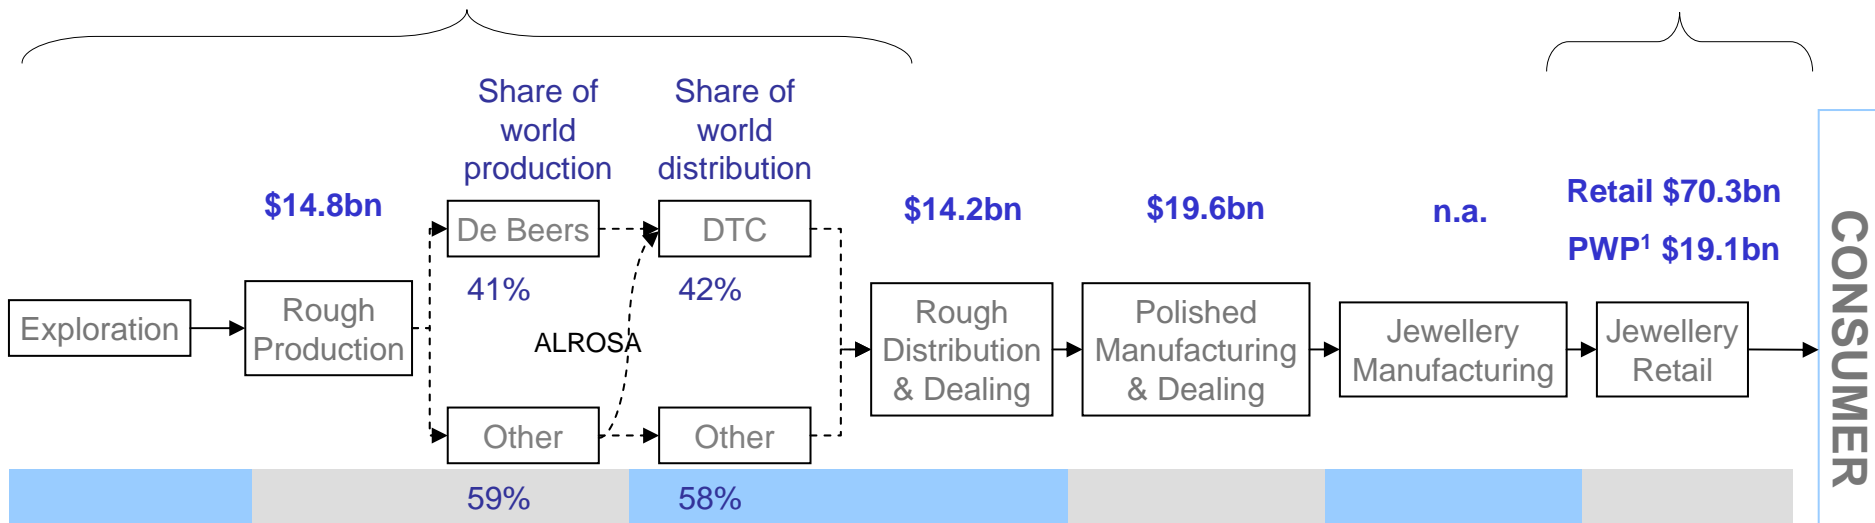 Share of
world
production
Share of
world
distribution
$14.8bn
De Beers
DTC
$14.2bn
$19.6bn
n.a.
Retail $70.3bn
PWP¹ $19.1bn
41%
42%
Exploration
Rough
Production
ALROSA
Rough
Distribution
& Dealing
Polished
Manufacturing
& Dealing
Jewellery
Manufacturing
Jewellery
Retail
CONSUMER
Other
Other
59%
58%